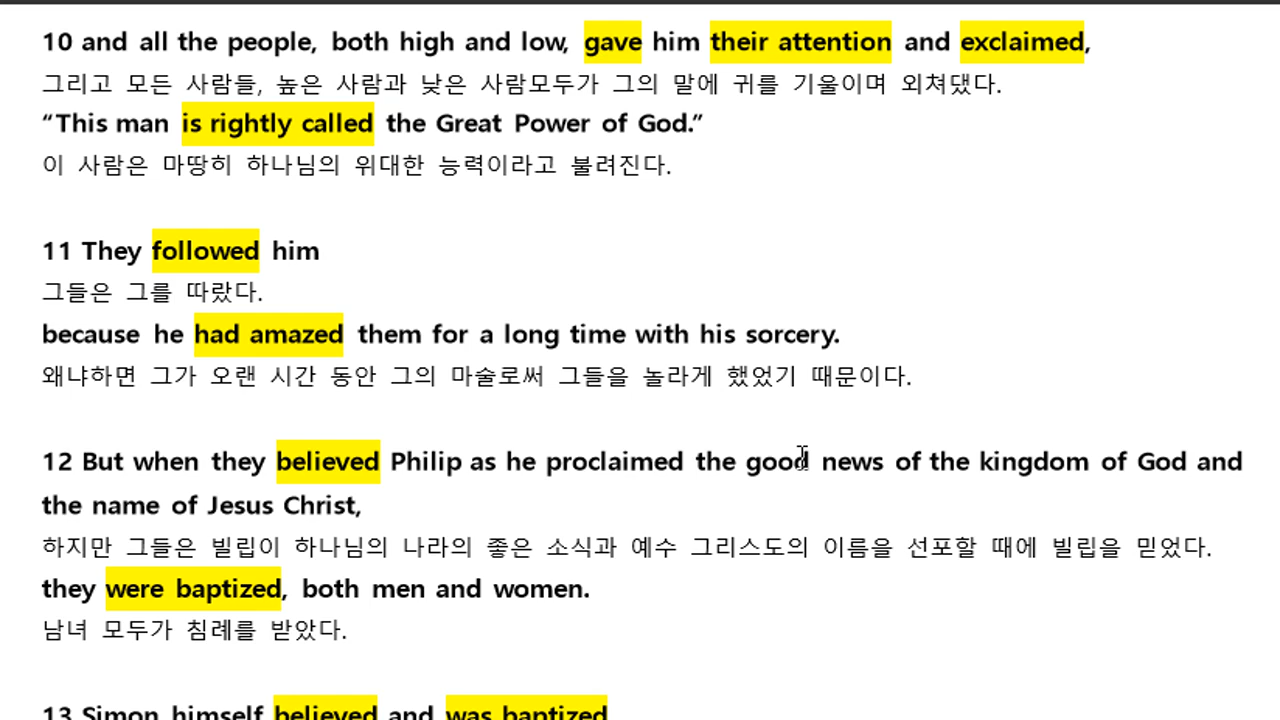 10 and all the people, both high and low, gave him their attention and exclaimed,
그리고 모든 사람들, 높은 사람과 낮은 사람모두가 그의 말에 귀를 기울이며 외쳐댔다.
“This man is rightly called the Great Power of God.”
이 사람은 마땅히 하나님의 위대한 능력이라고 불려진다.
11 They followed him
그들은 그를 따랐다.
because he had amazed them for a long time with his sorcery.
왜냐하면 그가 오랜 시간 동안 그의 마술로써 그들을 놀라게 했었기 때문이다.
12 But when they believed Philip as he proclaimed the good news of the kingdom of God and
the name of Jesus Christ,
하지만 그들은 빌립이 하나님의 나라의 좋은 소식과 예수 그리스도의 이름을 선포할 때에 빌립을 믿었다.
they were baptized, both men and women.
남녀 모두가 침례를 받았다.
13 Simon himself believed and was baptized